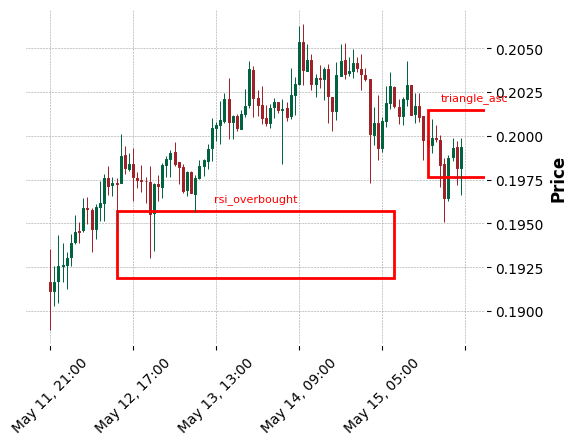 0.2050
0.2025
triangle_asc
0.2000
0.1975
rsi_overbought
0.1950
0.1925
0.1900
Price
May 11, 21:00
May 12, 17:00
May 13, 13:00
May 14, 09:00
May 15, 05:00